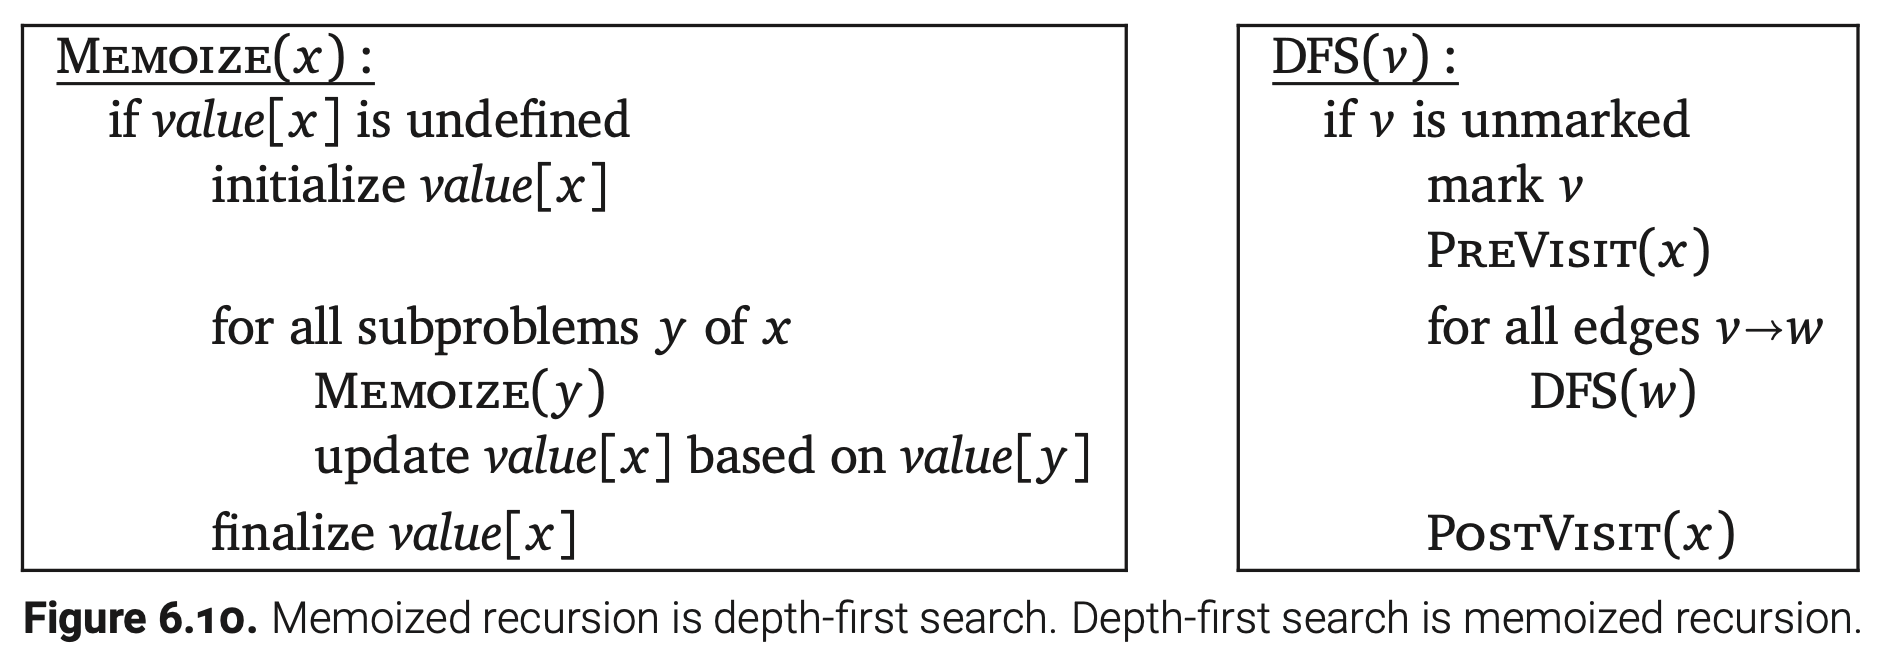 MEMOIZE(x):
if value[x] is undefined
initialize value[x]
for all subproblems y of x
MEMOIZE(y)
update value[x] based on value[y]
finalize value[x]
DFS(v):
if v is unmarked
mark v
PREVISIT(x)
for all edges v→w
DFS(w)
POSTVISIT(x)
Figure 6.10. Memoized recursion is depth-first search. Depth-first search is memoized recursion.